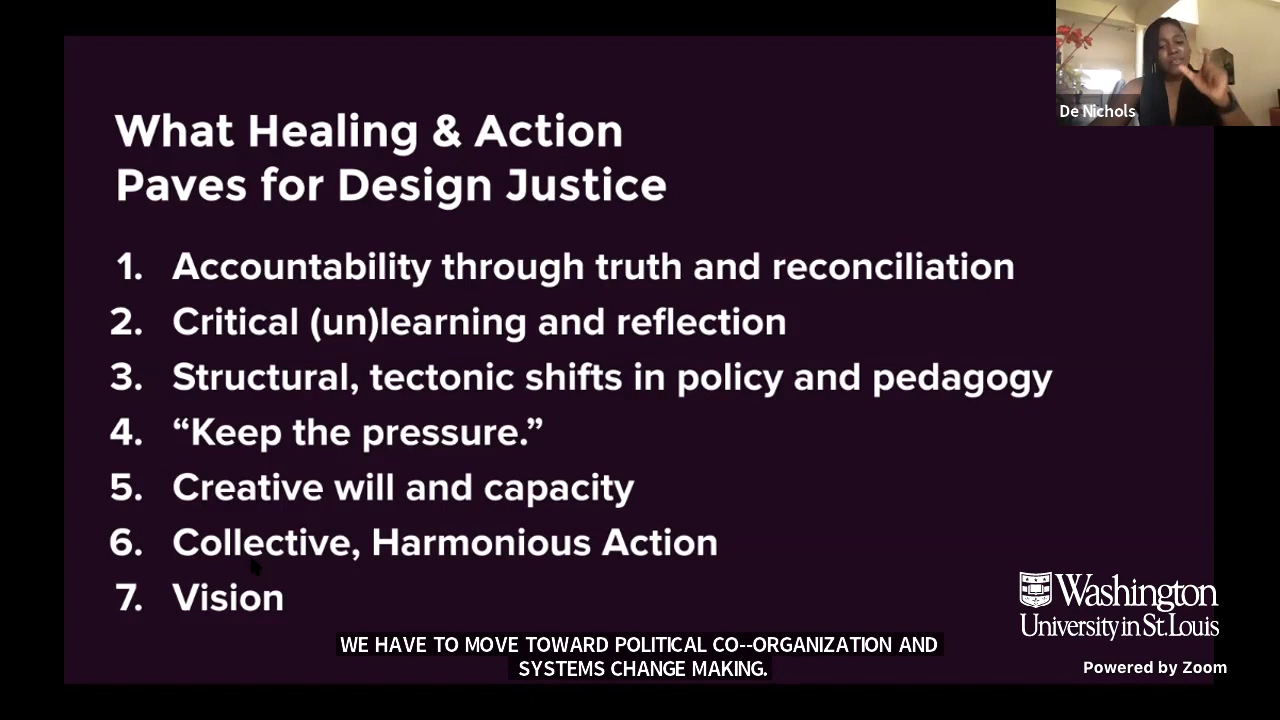 De Nichols
What Healing & Action
Paves for Design Justice
1. Accountability through truth and reconciliation
2. Critical (un)learning and reflection
3. Structural, tectonic shifts in policy and pedagogy
4. “Keep the pressure.”
5. Creative will and capacity
6. Collective, Harmonious Action
7. Vision
Washington
University in St. Louis
WE HAVE TO MOVE TOWARD POLITICAL CO--ORGANIZATION AND
SYSTEMS CHANGE MAKING.
Powered by Zoom